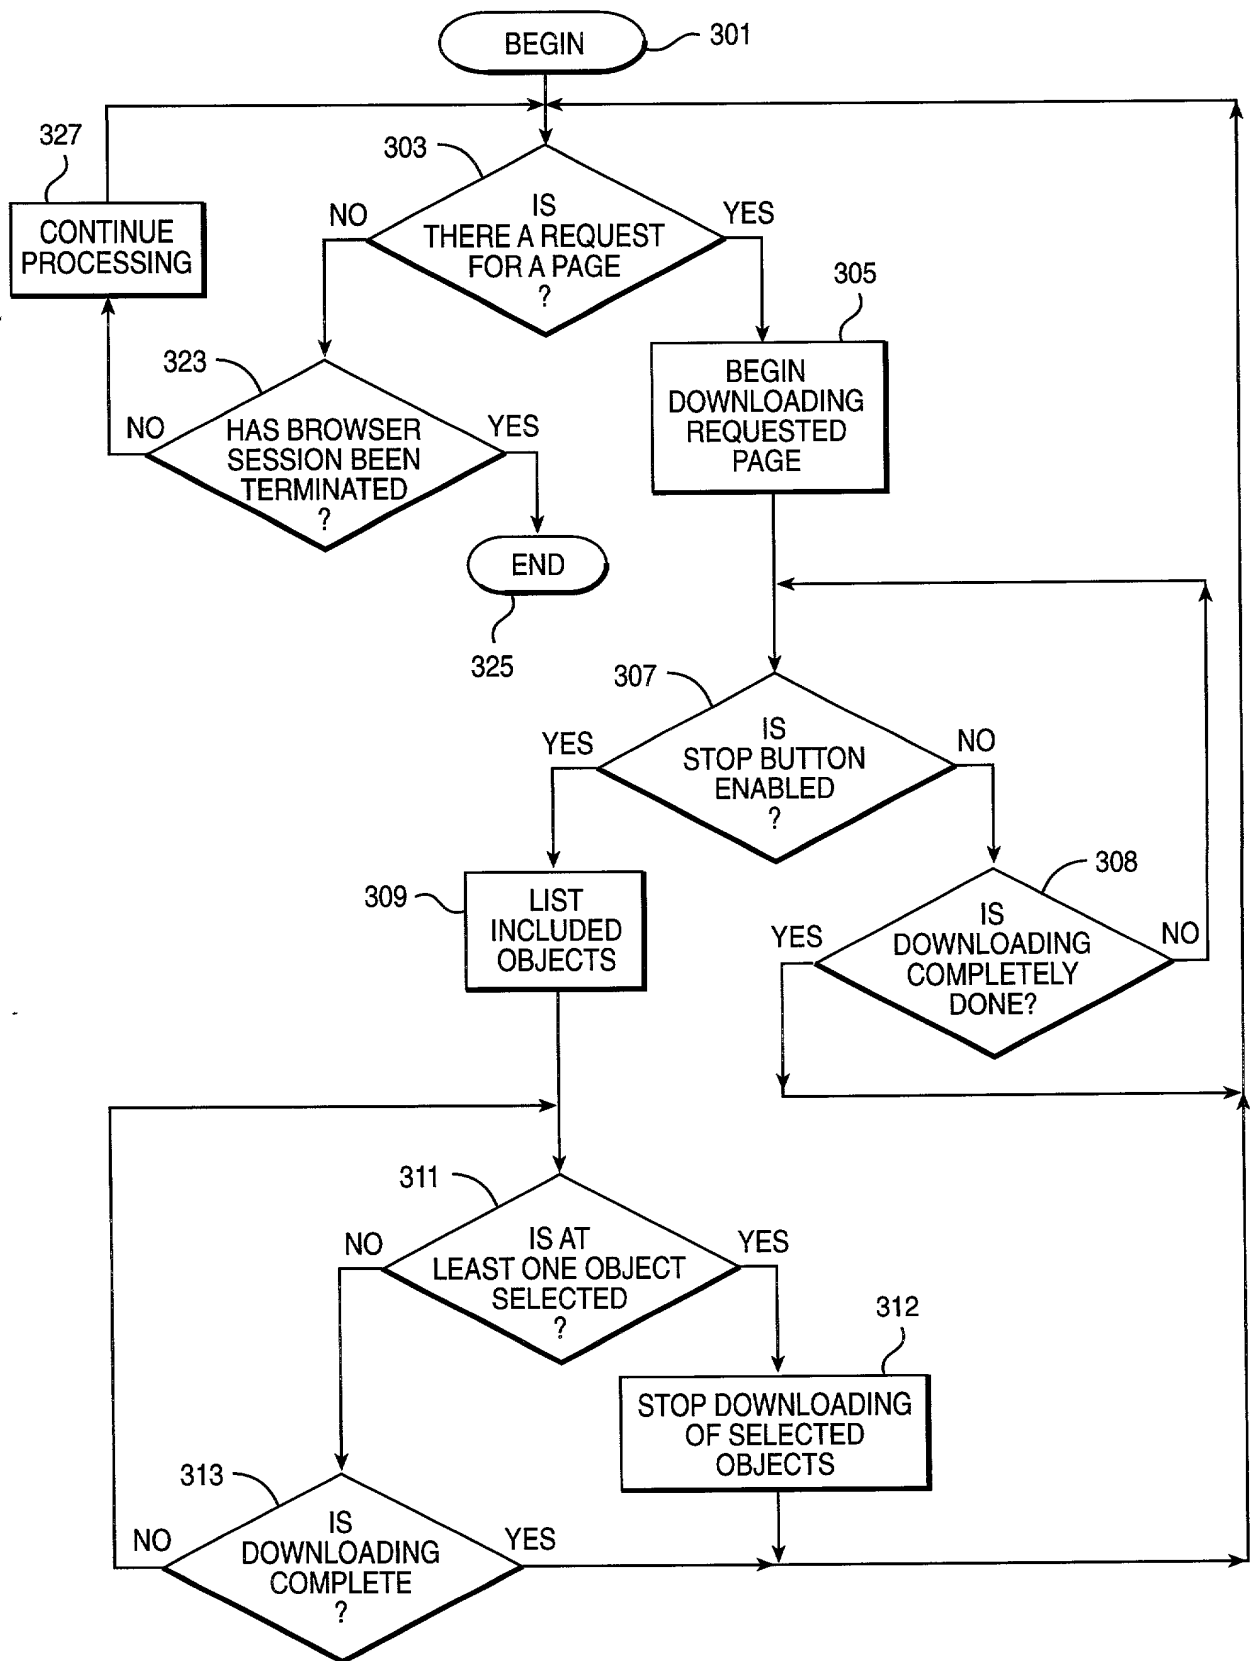 BEGIN
301
327
303
IS
THERE A REQUEST
FOR A PAGE
?
NO
YES
CONTINUE
PROCESSING
305
323
BEGIN
DOWNLOADING
REQUESTED
PAGE
NO
YES
HAS BROWSER
SESSION BEEN
TERMINATED
?
END
325
307
YES
IS
STOP BUTTON
ENABLED
?
NO
308
309
LIST
INCLUDED
OBJECTS
YES
IS
DOWNLOADING
COMPLETELY
DONE?
NO
311
NO
IS AT
LEAST ONE OBJECT
SELECTED
?
YES
312
STOP DOWNLOADING
OF SELECTED
OBJECTS
313
NO
IS
DOWNLOADING
COMPLETE
?
YES